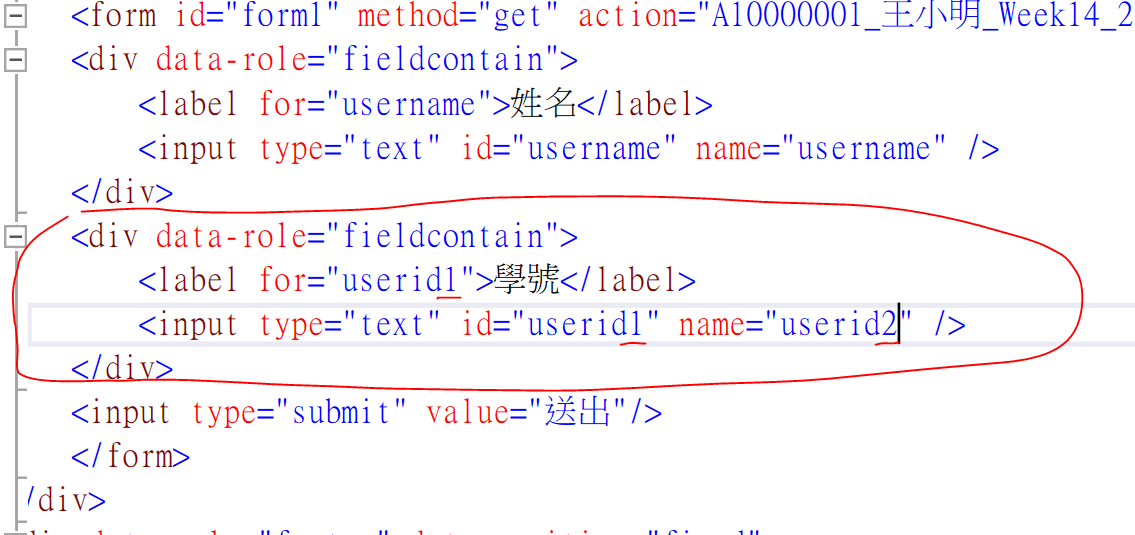 <form id="form1" method="get" action="A10000001_王小明_Week14_2
<div data-role="fieldcontain">
<label for="username">姓名</label>
<input type="text" id="username" name="username" />
</div>
<div data-role="fieldcontain">
<label for="userid1">學號</label>
<input type="text" id="userid1" name="userid2" />
</div>
<input type="submit" value="送出"/>
</form>
/div>